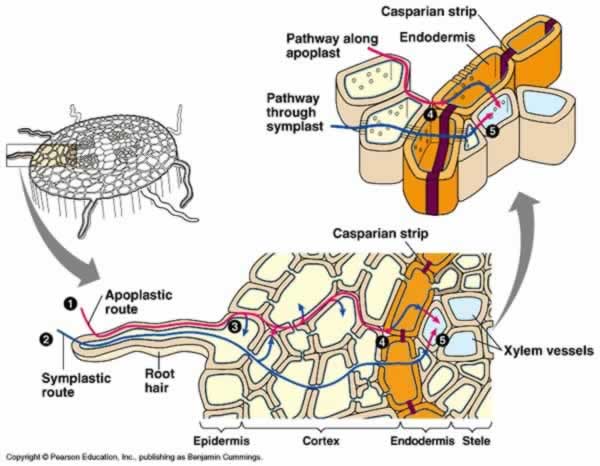 Casparian strip
Endodermis
Pathway along
apoplast
Pathway
through
symplast
4
5
Casparian strip
1
Apoplastic
route
2
3
4
5
Symplastic
route
Root
hair
Xylem vessels
Epidermis
Cortex
Endodermis
Stele
Copyright © Pearson Education, Inc., publishing as Benjamin Cummings.